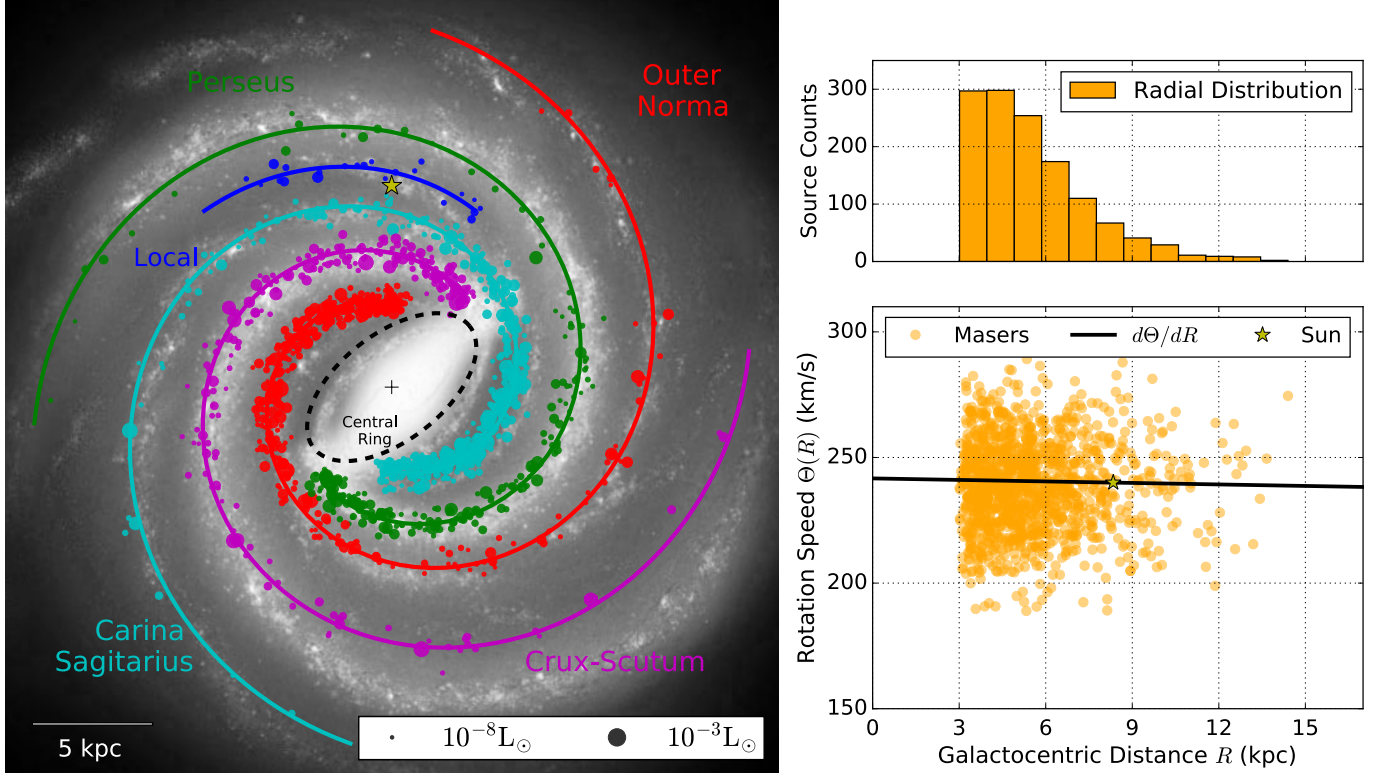 Perseus
Outer
Norma
Local
Central
Ring
Carina
Sagitarius
Crux-Scutum
5 kpc
10⁻⁸L☉
10⁻³L☉
Source Counts
300
200
100
0
Radial Distribution
Rotation Speed Θ(R) (km/s)
300
250
200
150
Masers
dΘ/dR
Sun
0
3
6
9
12
15
Galactocentric Distance R (kpc)